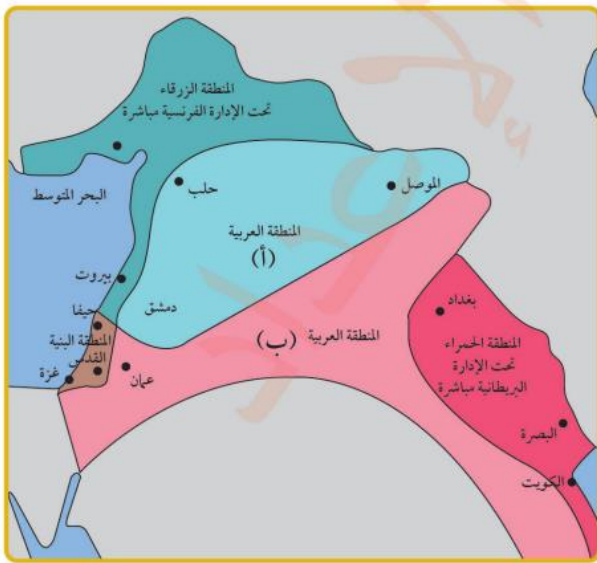 المنطقة الزرقاء
تحت الإدارة الفرنسية مباشرة
البحر المتوسط
حلب
الموصل
المنطقة العربية
(أ)
بيروت
دمشق
حيفا
المنطقة البنية
القدس
غزة
عمان
المنطقة العربية
(ب)
بغداد
المنطقة الحمراء
تحت الإدارة
البريطانية مباشرة
البصرة
الكويت